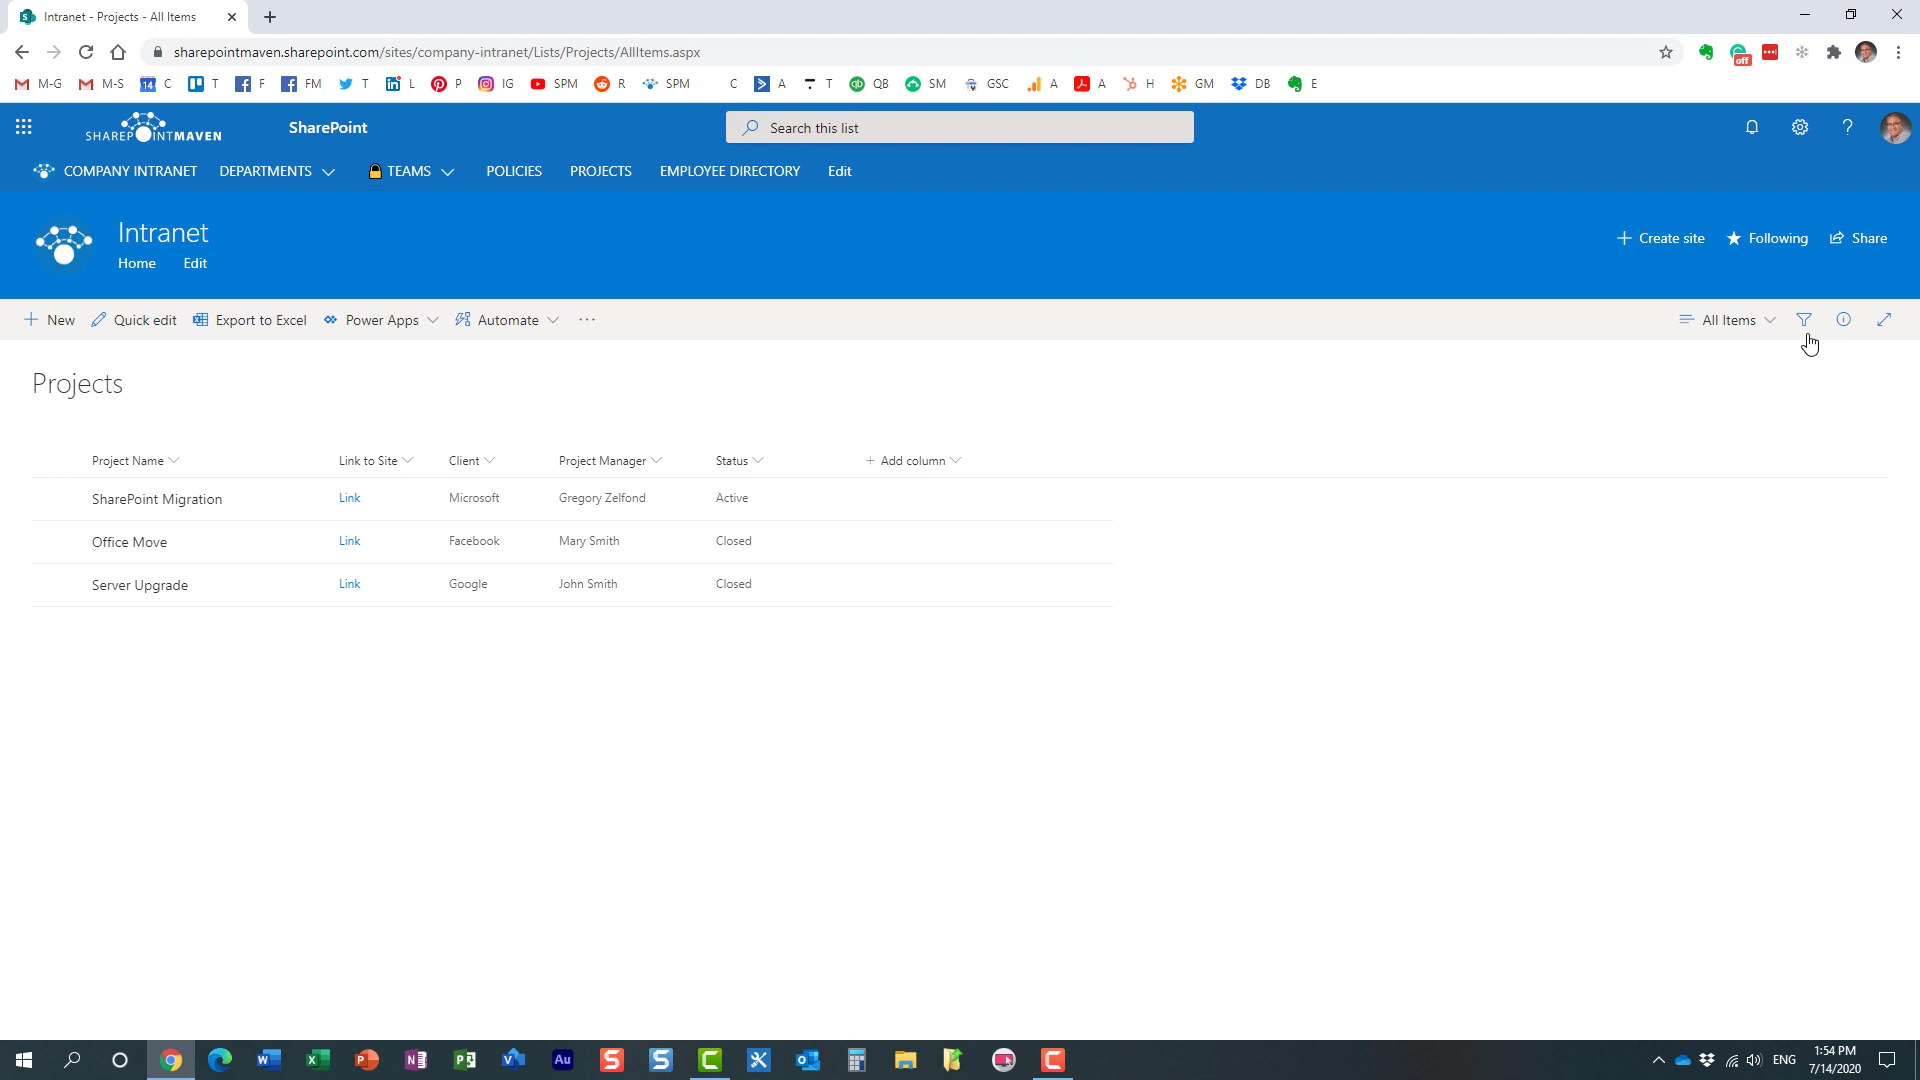 Intranet - Projects - All Items
sharepointmaven.sharepoint.com/sites/company-intranet/Lists/Projects/AllItems.aspx
off
M-G M-S 14 C T F FM T L P IG SPM R SPM C A T QB SM GSC A A H GM DB E
SHAREPOINTMAVEN SharePoint Search this list
COMPANY INTRANET DEPARTMENTS TEAMS POLICIES PROJECTS EMPLOYEE DIRECTORY Edit
Intranet
Home Edit
Create site Following Share
New Quick edit Export to Excel Power Apps Automate All Items
Projects
Project Name Link to Site Client Project Manager Status Add column
SharePoint Migration Link Microsoft Gregory Zelfond Active
Office Move Link Facebook Mary Smith Closed
Server Upgrade Link Google John Smith Closed
ENG 1:54 PM
7/14/2020